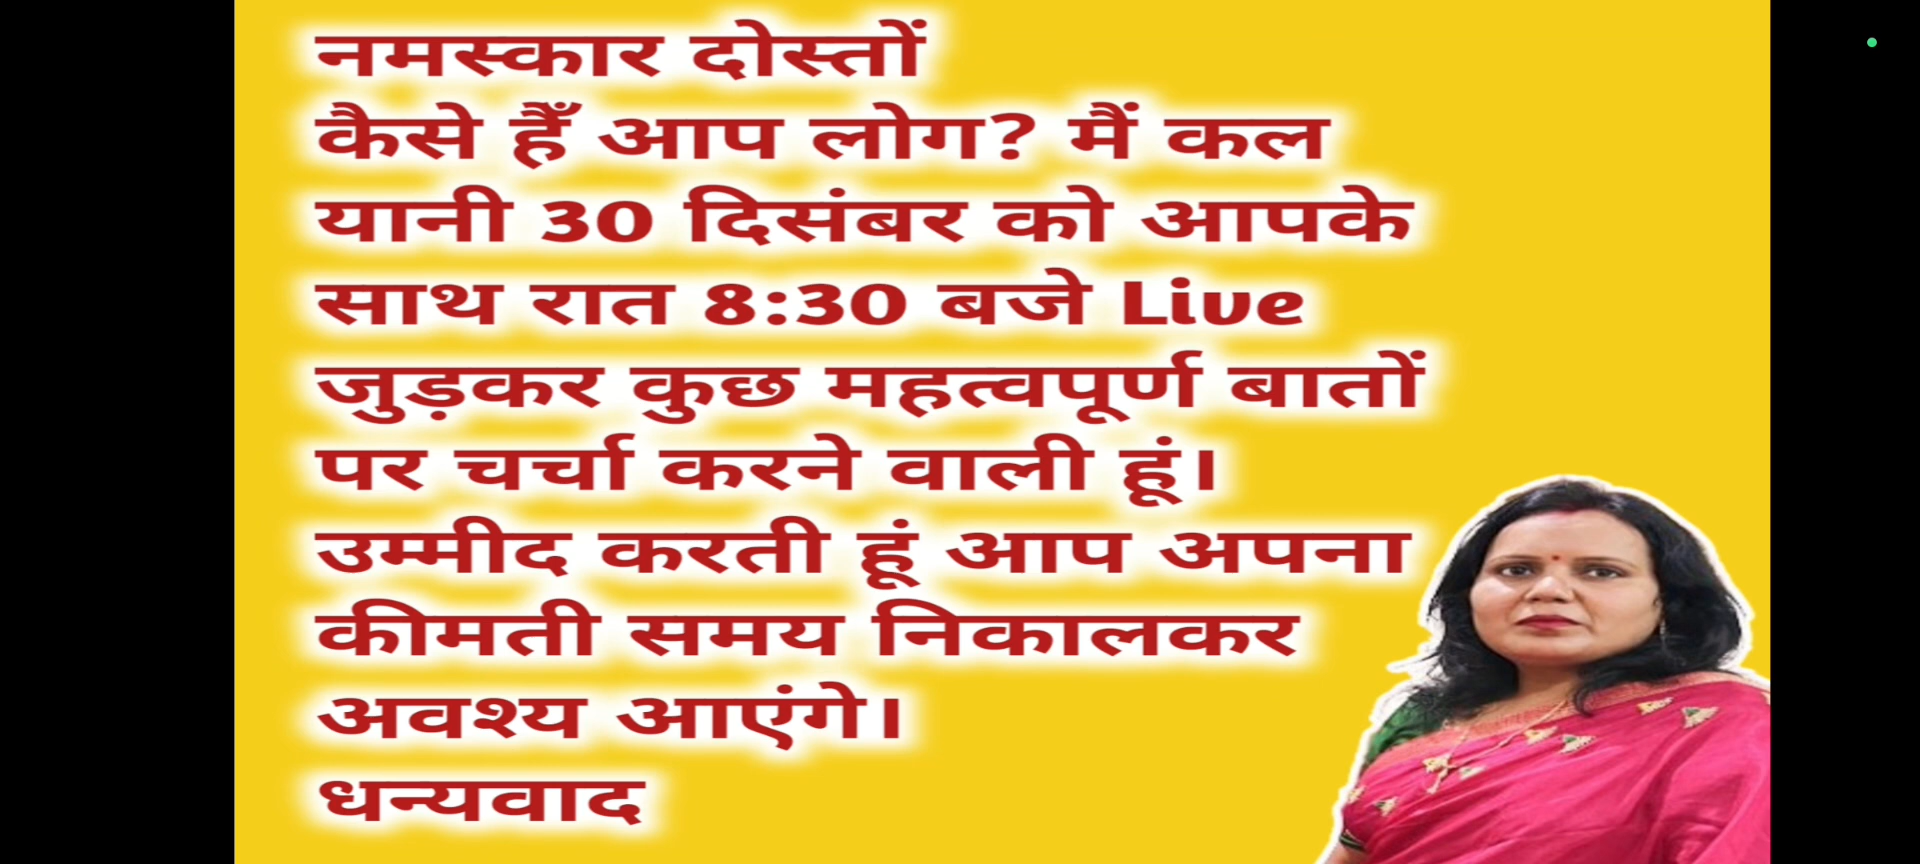 नमस्कार दोस्तों
कैसे हैँ आप लोग? मैं कल
यानी 30 दिसंबर को आपके
साथ रात 8:30 बजे Live
जुड़कर कुछ महत्वपूर्ण बातों
पर चर्चा करने वाली हूं।
उम्मीद करती हूं आप अपना
कीमती समय निकालकर
अवश्य आएंगे।
धन्यवाद